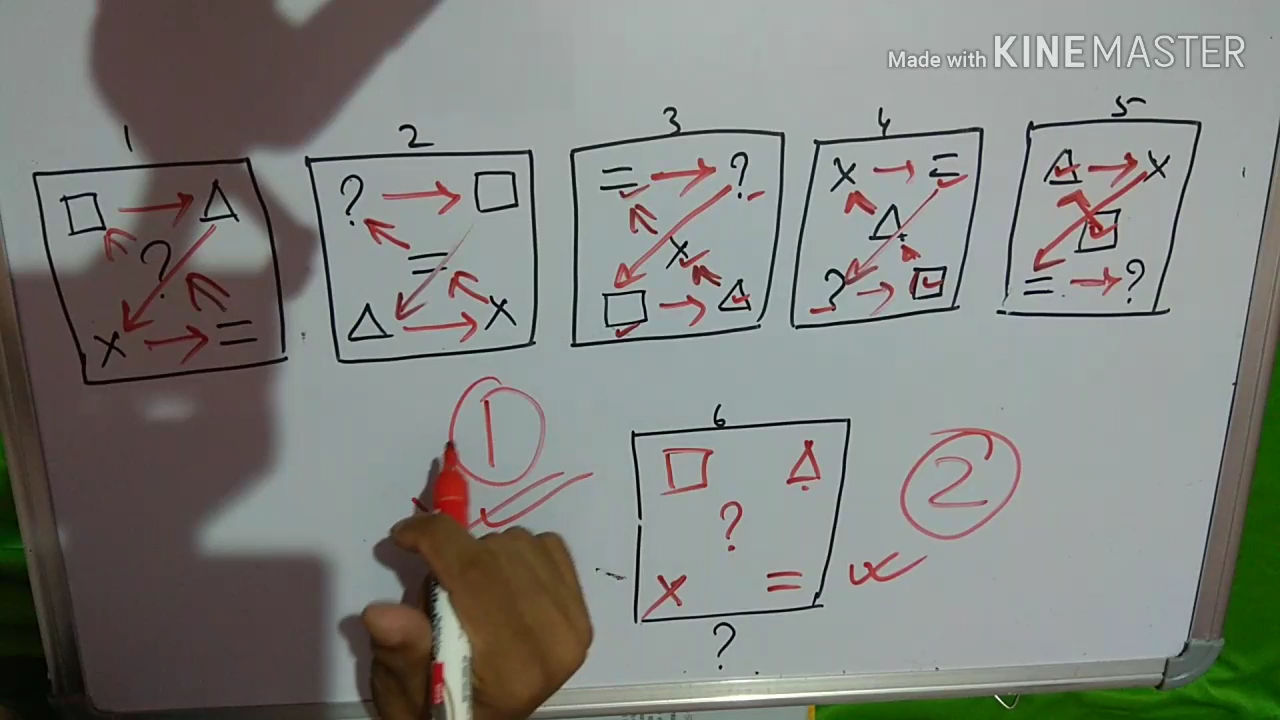 Made with KINEMASTER
1 2 3 4 5
□ △ ? □ = ? x = △ x
? = x △ □
x = △ x □ △ ? □ = ?
1 6 2
□ △
?
x =
?